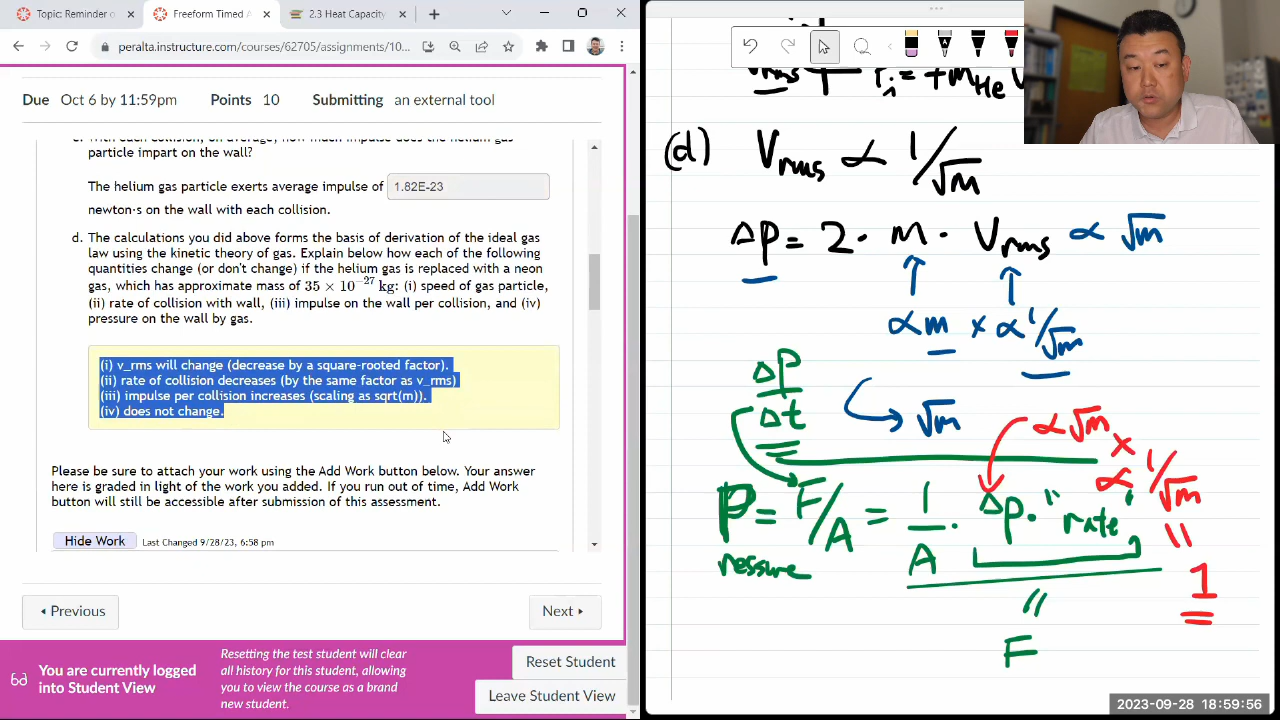 Topic Reminder o
Freeform Timed A
2.3 Heat Capacit
peralta.instructure.com/courses/62705/assignments/10...
Due Oct 6 by 11:59pm Points 10 Submitting an external tool
particle impart on the wall?
The helium gas particle exerts average impulse of 1.82E-23
newton·s on the wall with each collision.
d. The calculations you did above forms the basis of derivation of the ideal gas
law using the kinetic theory of gas. Explain below how each of the following
quantities change (or don't change) if the helium gas is replaced with a neon
gas, which has approximate mass of 35 × 10⁻²⁷ kg: (i) speed of gas particle,
(ii) rate of collision with wall, (iii) impulse on the wall per collision, and (iv)
pressure on the wall by gas.
(i) v_rms will change (decrease by a square-rooted factor).
(ii) rate of collision decreases (by the same factor as v_rms)
(iii) impulse per collision increases (scaling as sqrt(m)).
(iv) does not change.
Please be sure to attach your work using the Add Work button below. Your answer
here is graded in light of the work you added. If you run out of time, Add Work
button will still be accessible after submission of this assessment.
Hide Work Last Changed 9/28/23, 6:58 pm
Previous Next
You are currently logged
into Student View
Resetting the test student will clear
all history for this student, allowing
you to view the course as a brand
new student.
Reset Student
Leave Student View
(d) Vrms ∝ 1/√m
Δp = 2 · m · Vrms ∝ √m
∝ m × ∝ 1/√m
ΔP
Δt
√m
∝ √m ×
∝ 1/√m
Pressure = F/A = 1/A · Δp · "rate"
"
1
"
F
2023-09-28 18:59:56